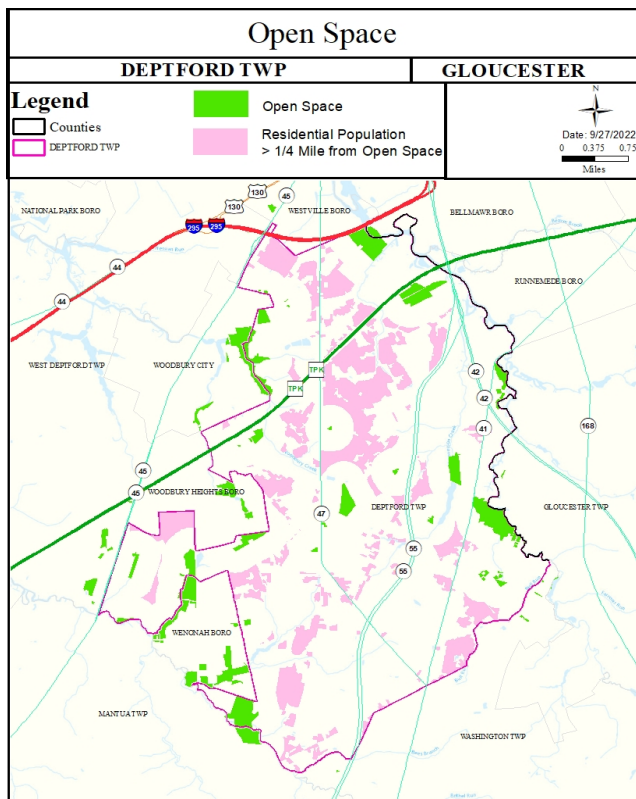 Open Space
DEPTFORD TWP
GLOUCESTER
Legend
Counties
DEPTFORD TWP
Open Space
Residential Population
> 1/4 Mile from Open Space
N
Date: 9/27/2022
0 0.375 0.75
Miles
130
130
45
NATIONAL PARK BORO
WESTVILLE BORO
BELLMAWR BORO
295
295
44
RUNNEMEDE BORO
44
WEST DEPTFORD TWP
WOODBURY CITY
TPK
TPK
42
42
41
168
45
45
WOODBURY HEIGHTS BORO
47
DEPTFORD TWP
GLOUCESTER TWP
55
55
WENONAH BORO
MANTUA TWP
WASHINGTON TWP